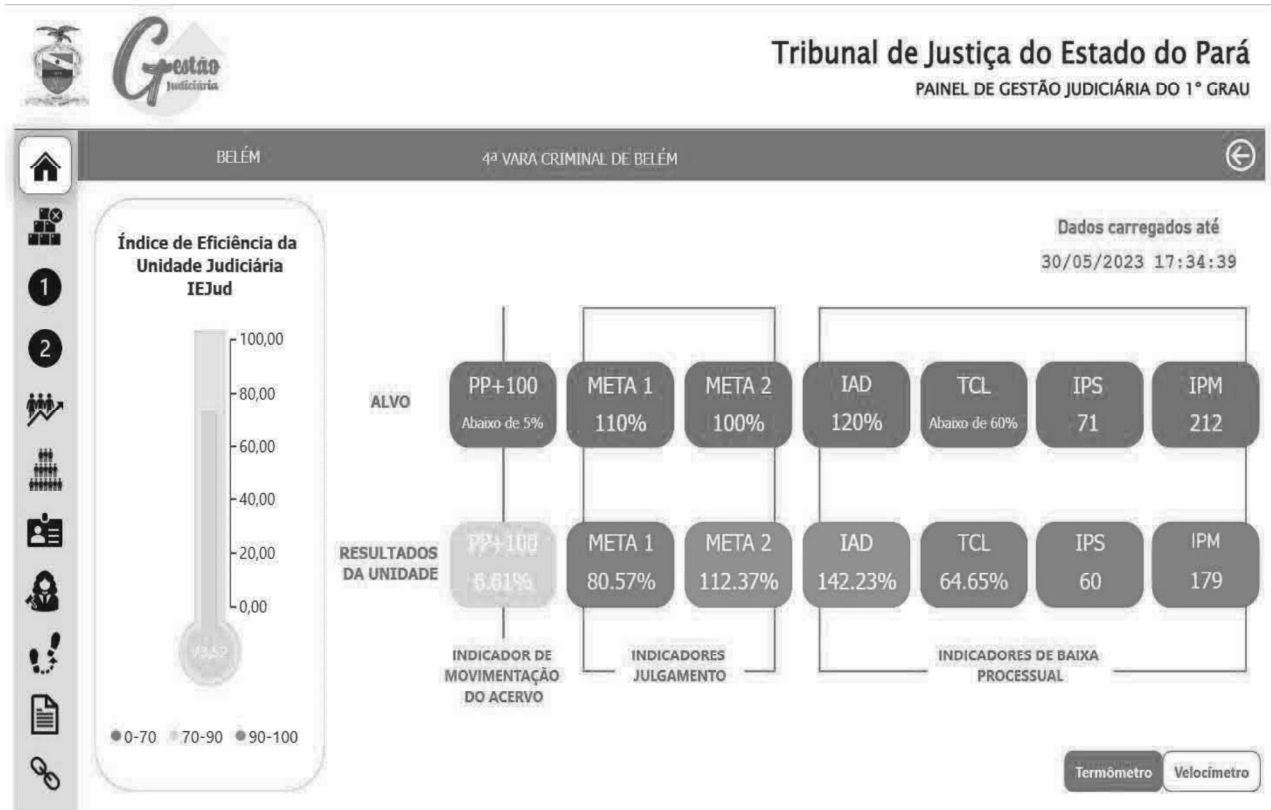 Gestão
Judiciária
Tribunal de Justiça do Estado do Pará
PAINEL DE GESTÃO JUDICIÁRIA DO 1° GRAU
BELÉM
4ª VARA CRIMINAL DE BELÉM
Dados carregados até
30/05/2023 17:34:39
Índice de Eficiência da
Unidade Judiciária
IEJud
100,00
80,00
60,00
40,00
20,00
0,00
73,52
0-70 70-90 90-100
1
2
ALVO
PP+100
Abaixo de 5%
META 1
110%
META 2
100%
IAD
120%
TCL
Abaixo de 60%
IPS
71
IPM
212
RESULTADOS
DA UNIDADE
PP+100
6.61%
META 1
80.57%
META 2
112.37%
IAD
142.23%
TCL
64.65%
IPS
60
IPM
179
INDICADOR DE
MOVIMENTAÇÃO
DO ACERVO
INDICADORES
JULGAMENTO
INDICADORES DE BAIXA
PROCESSUAL
Termômetro
Velocímetro